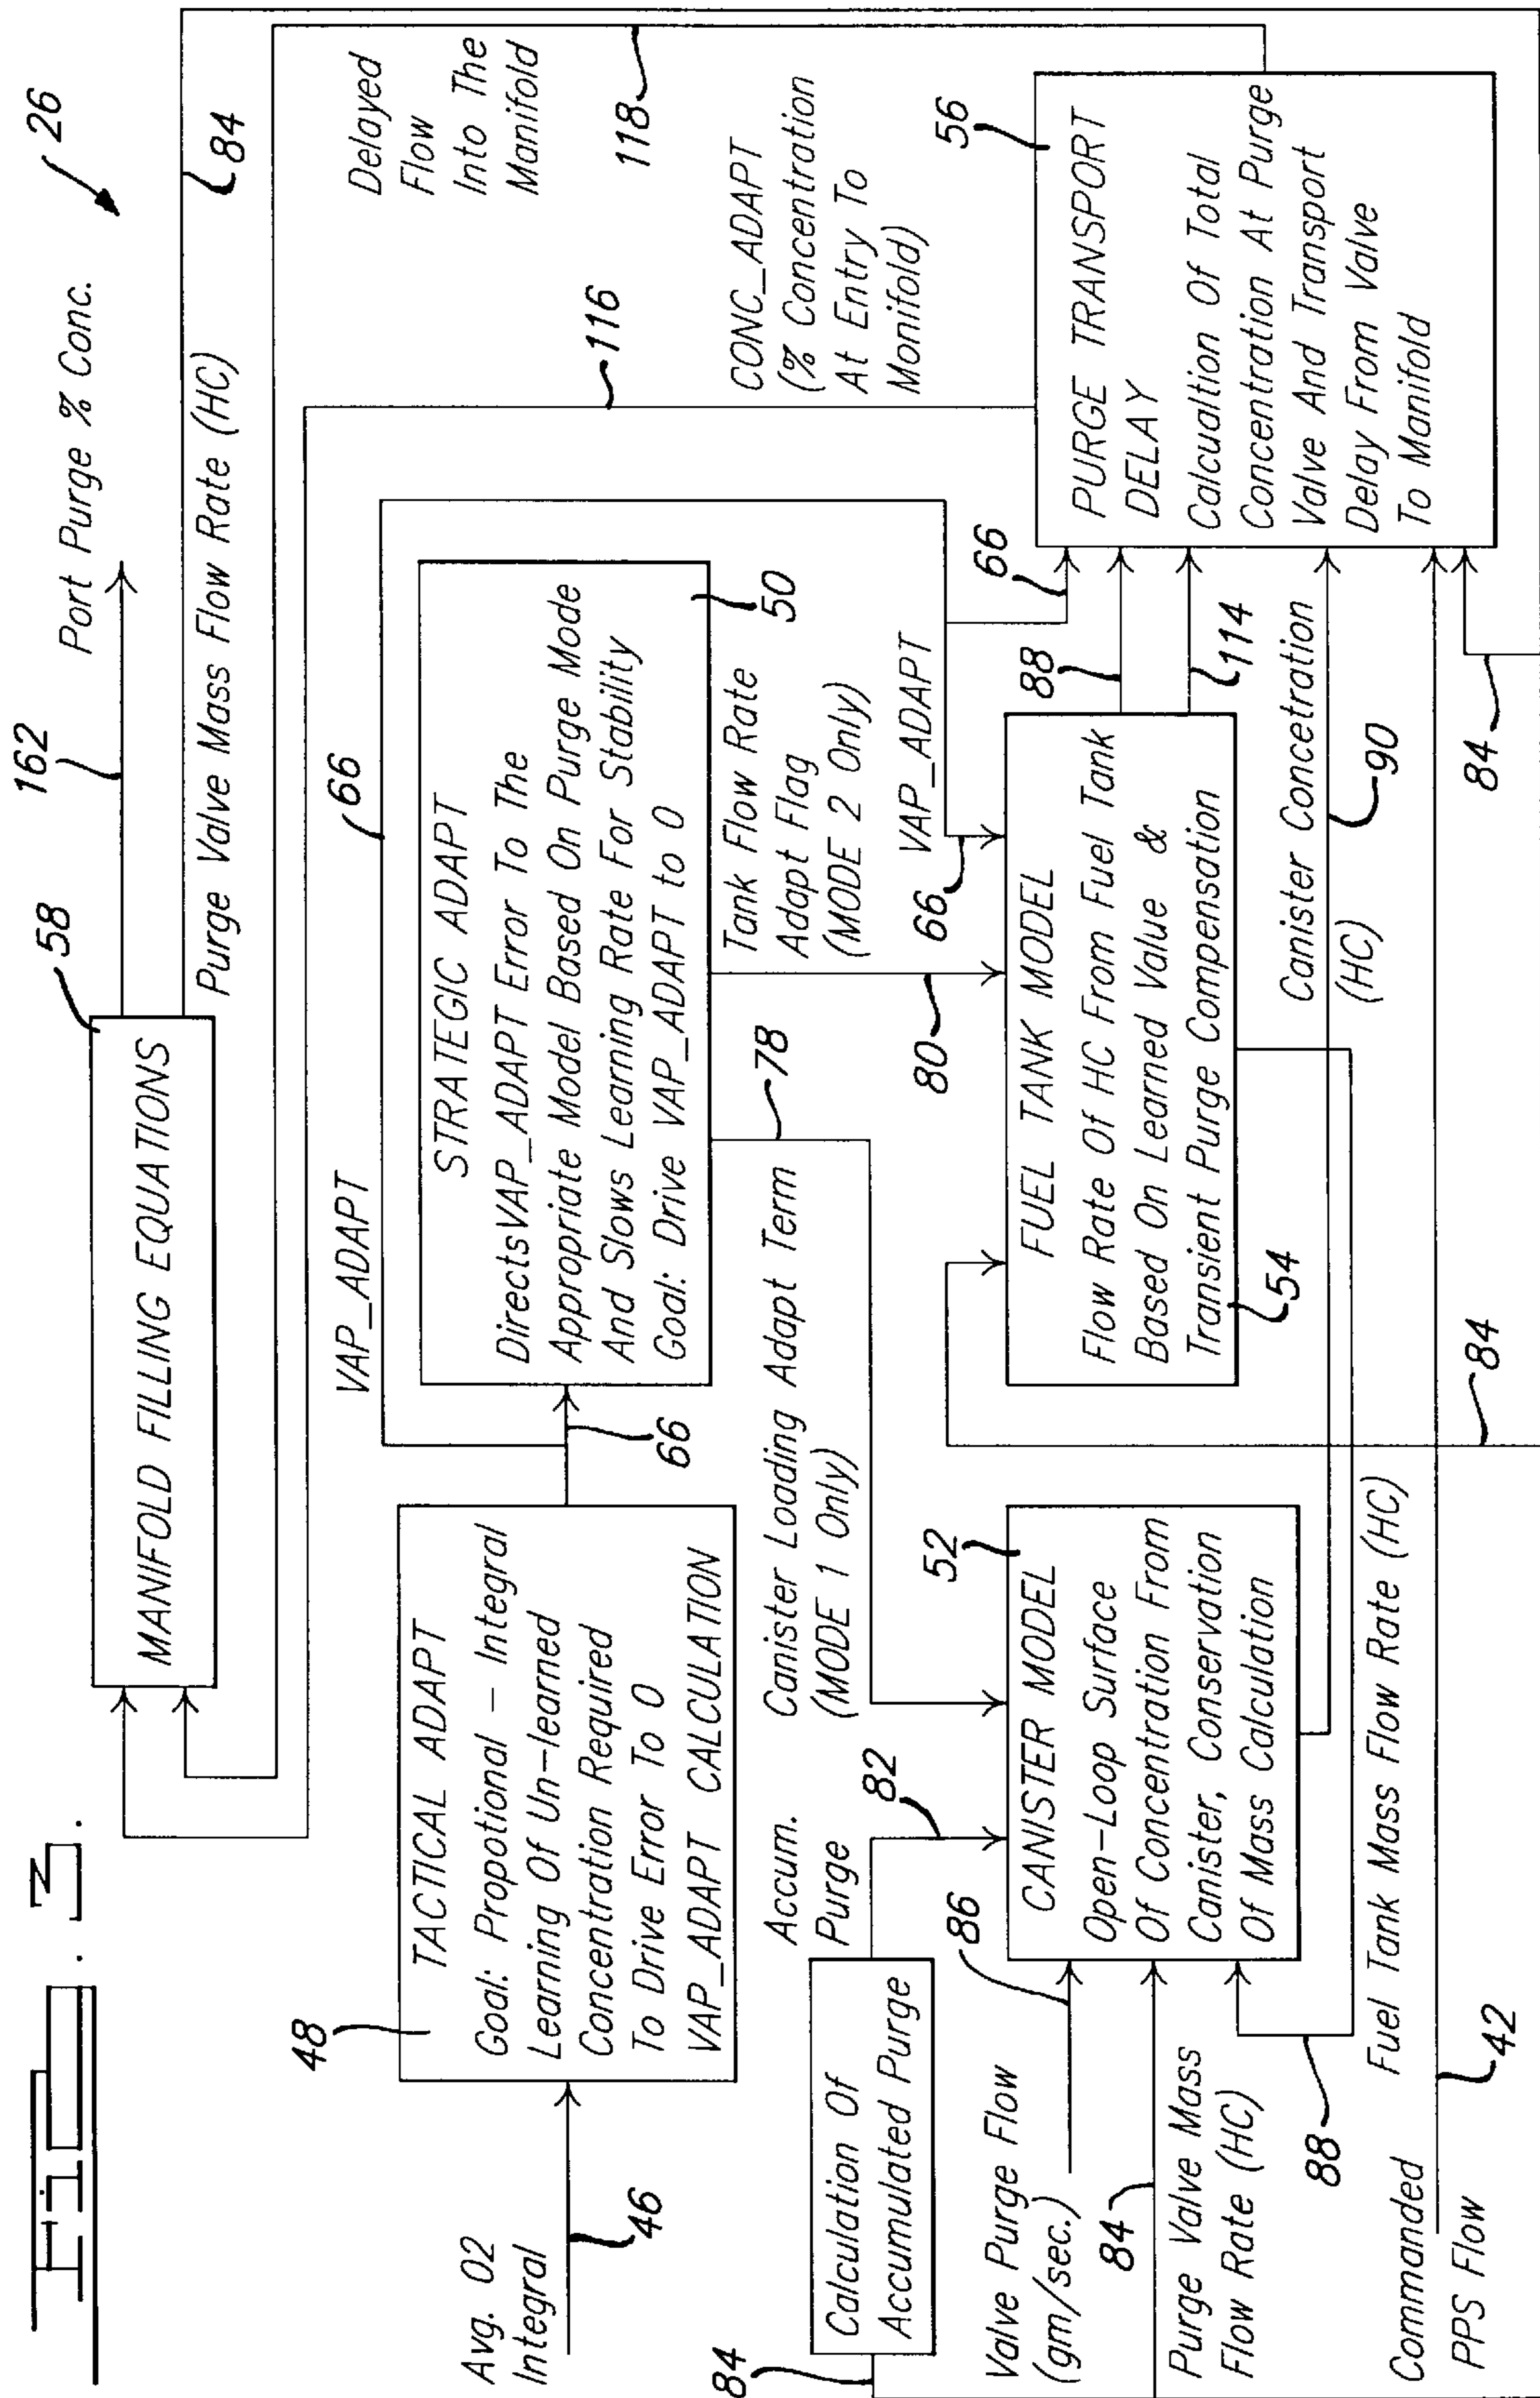 Fig. 3.
26
58
MANIFOLD FILLING EQUATIONS
162
Port Purge % Conc.
Purge Valve Mass Flow Rate (HC)
84
Delayed
Flow
Into The
Manifold
118
116
CONC_ADAPT
(% Concentration
At Entry To
Monifold)
VAP_ADAPT
66
48
TACTICAL ADAPT
Goal: Propotional - Integral
Learning Of Un-learned
Concentration Required
To Drive Error To 0
VAP_ADAPT CALCULATION
Avg. O2
Integral
46
66
STRATEGIC ADAPT
DirectsVAP_ADAPT Error To The
Appropriate Model Based On Purge Mode
And Slows Learning Rate For Stability
Goal: Drive VAP_ADAPT to 0
50
78
Canister Loading Adapt Term
(MODE 1 Only)
Tank Flow Rate
Adapt Flag
(MODE 2 Only)
80
VAP_ADAPT
66
66
56
PURGE TRANSPORT
DELAY
Calcualtion Of Total
Concentration At Purge
Valve And Transport
Delay From Valve
To Manifold
Accum.
Purge
82
Calculation Of
Accumulated Purge
84
Valve Purge Flow
(gm/sec.)
86
84
Purge Valve Mass
Flow Rate (HC)
52
CANISTER MODEL
Open-Loop Surface
Of Concentration From
Canister, Conservation
Of Mass Calculation
FUEL TANK MODEL
Flow Rate Of HC From Fuel Tank
Based On Learned Value &
Transient Purge Compensation
54
88
114
Canister Concetration
(HC)
90
88
Fuel Tank Mass Flow Rate (HC)
84
84
Commanded
PPS Flow
42